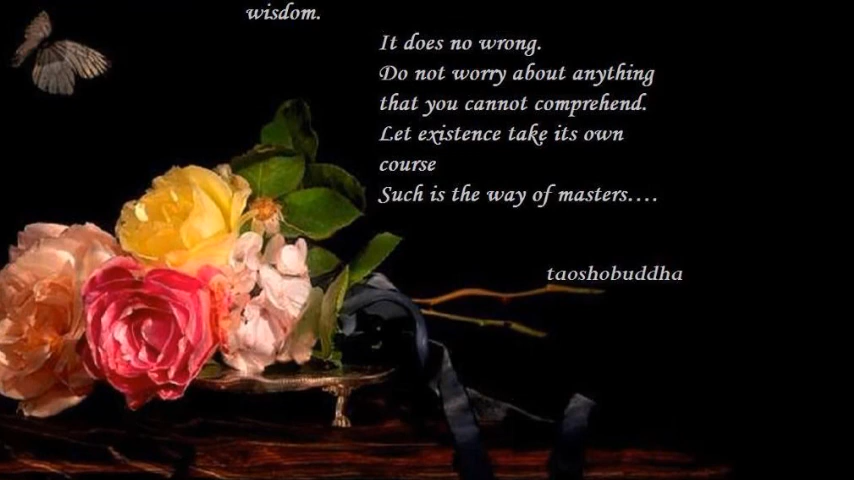 wisdom.
It does no wrong.
Do not worry about anything
that you cannot comprehend.
Let existence take its own
course
Such is the way of masters....
taoshobuddha